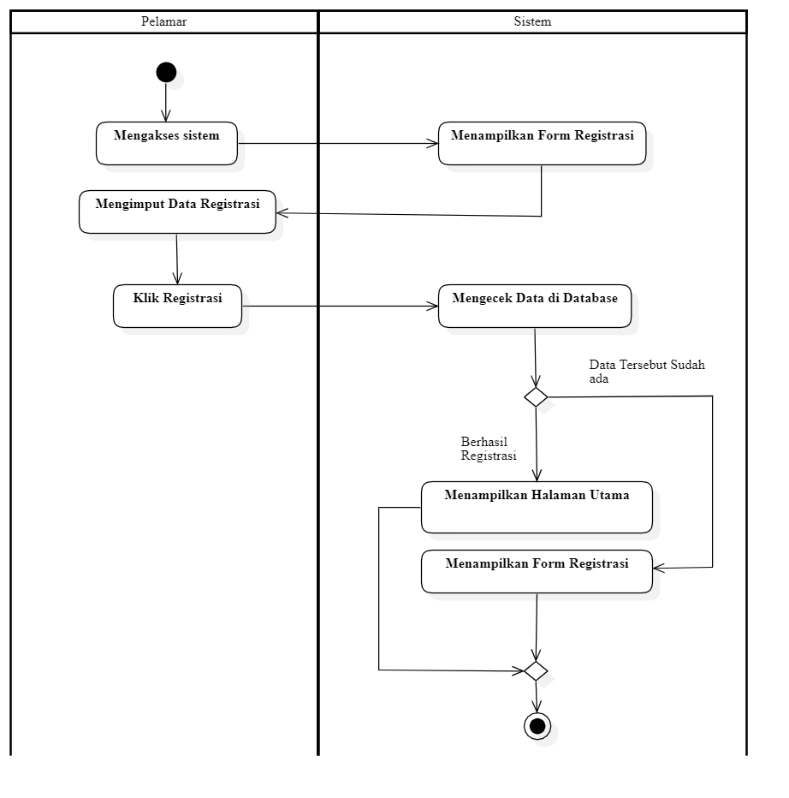 Pelamar
Sistem
Mengakses sistem
Menampilkan Form Registrasi
Mengimput Data Registrasi
Klik Registrasi
Mengecek Data di Database
Data Tersebut Sudah
ada
Berhasil
Registrasi
Menampilkan Halaman Utama
Menampilkan Form Registrasi